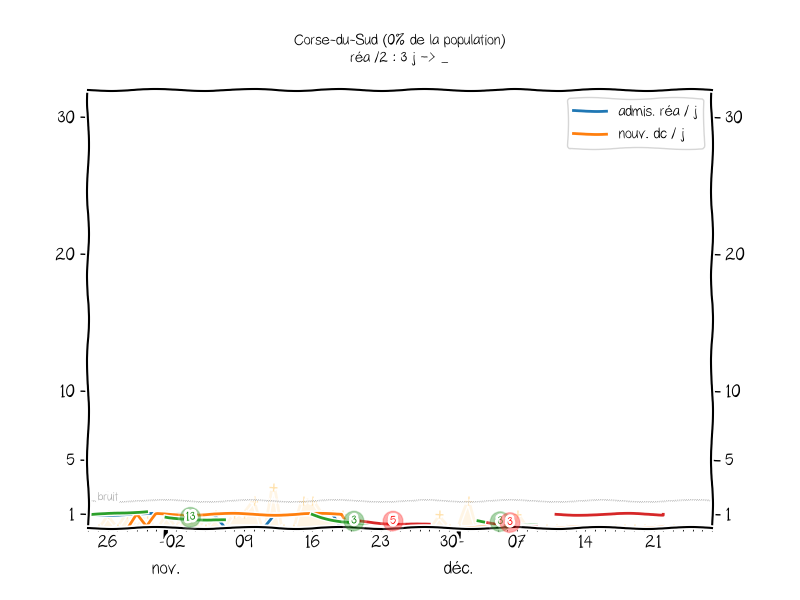 Corse-du-Sud (0% de la population)
réa /2 : 3 j -> _
admis. réa / j
nouv. dc / j
30 30
20 20
10 10
5 5
bruit
1 1
13 3 5 3 3
26 02 09 16 23 30 07 14 21
nov. déc.